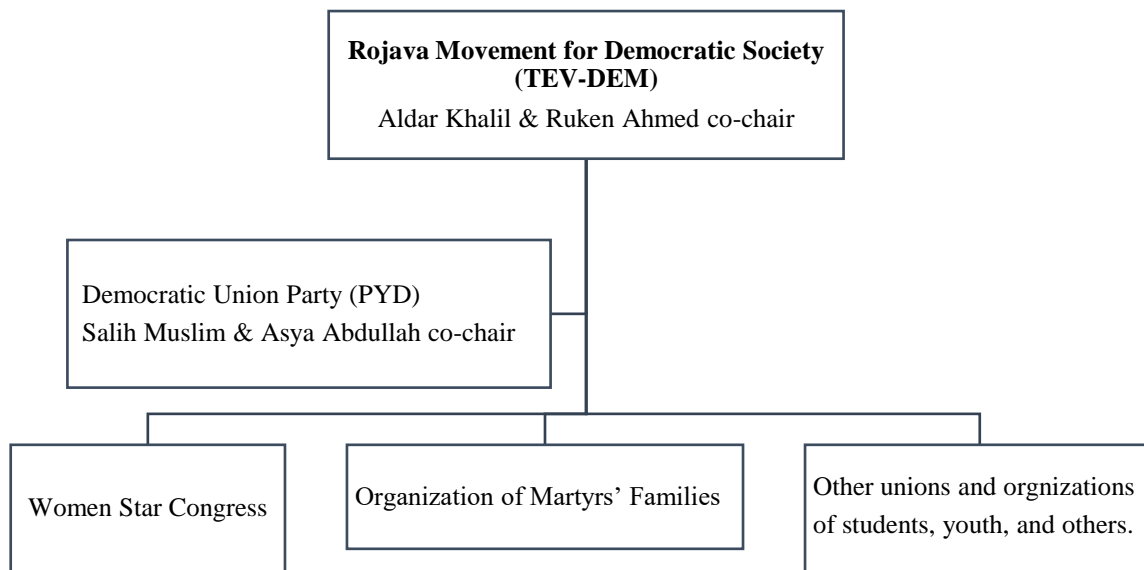 Rojava Movement for Democratic Society
(TEV-DEM)
Aldar Khalil & Ruken Ahmed co-chair
Democratic Union Party (PYD)
Salih Muslim & Asya Abdullah co-chair
Women Star Congress
Organization of Martyrs’ Families
Other unions and orgnizations
of students, youth, and others.